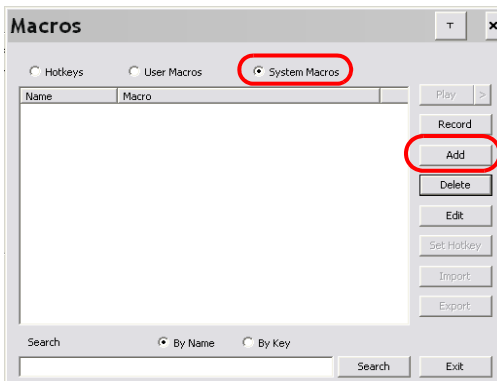 Macros
T
x
Hotkeys
User Macros
System Macros
Name
Macro
Play
>
Record
Add
Delete
Edit
Set Hotkey
Import
Export
Search
By Name
By Key
Search
Exit